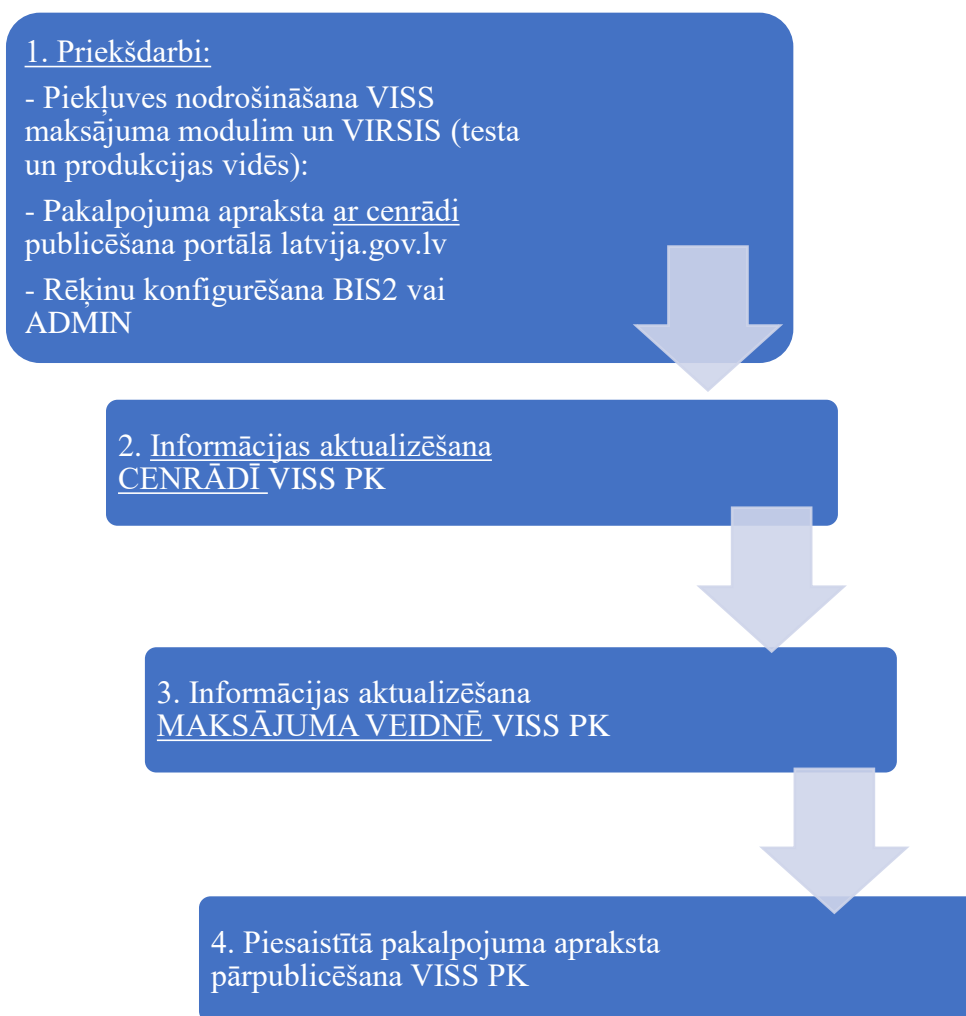 1. Priekšdarbi:
- Piekļuves nodrošināšana VISS
maksājuma modulim un VIRSIS (testa
un produkcijas vidēs):
- Pakalpojuma apraksta ar cenrādi
publicēšana portālā latvija.gov.lv
- Rēķinu konfigurēšana BIS2 vai
ADMIN
2. Informācijas aktualizēšana
CENRĀDĪ VISS PK
3. Informācijas aktualizēšana
MAKSĀJUMA VEIDNĒ VISS PK
4. Piesaistītā pakalpojuma apraksta
pārpublicēšana VISS PK